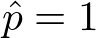 p̂ = 1